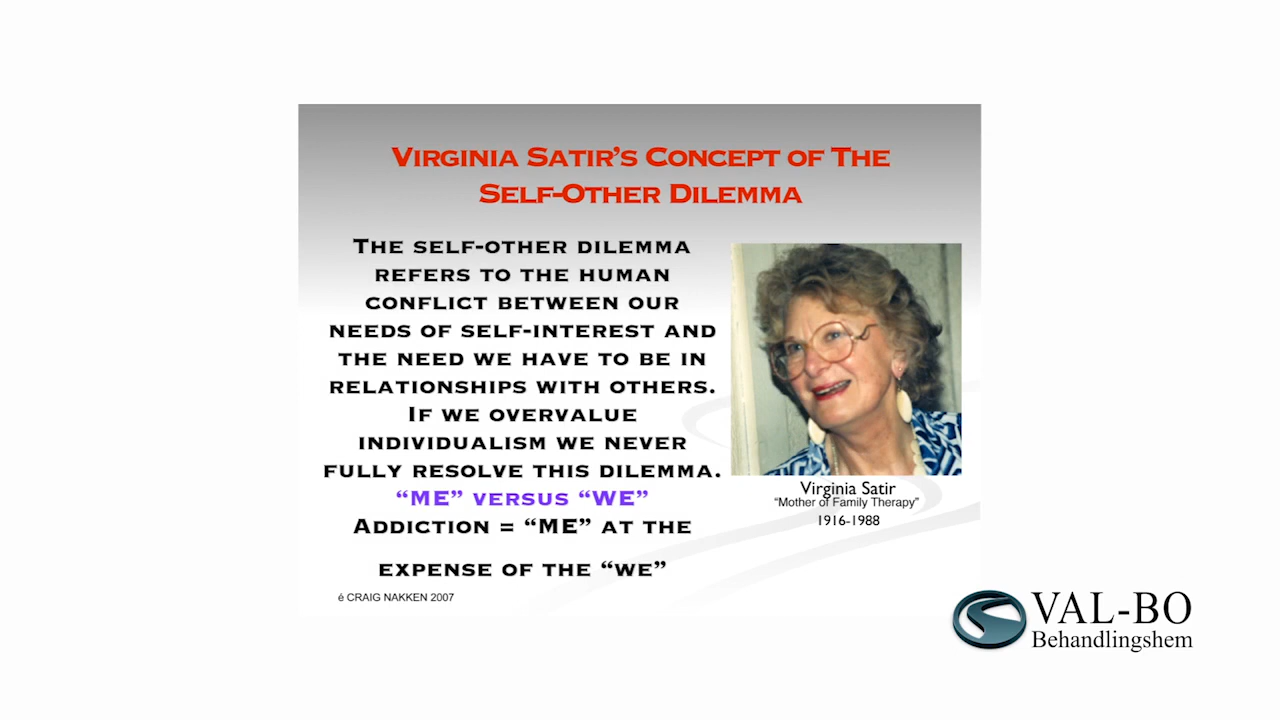 VIRGINIA SATIR'S CONCEPT OF THE
SELF-OTHER DILEMMA
THE SELF-OTHER DILEMMA
REFERS TO THE HUMAN
CONFLICT BETWEEN OUR
NEEDS OF SELF-INTEREST AND
THE NEED WE HAVE TO BE IN
RELATIONSHIPS WITH OTHERS.
IF WE OVERVALUE
INDIVIDUALISM WE NEVER
FULLY RESOLVE THIS DILEMMA.
“ME” VERSUS “WE”
ADDICTION = “ME” AT THE
EXPENSE OF THE “WE”
é CRAIG NAKKEN 2007
Virginia Satir
“Mother of Family Therapy”
1916-1988
VAL-BO
Behandlingshem